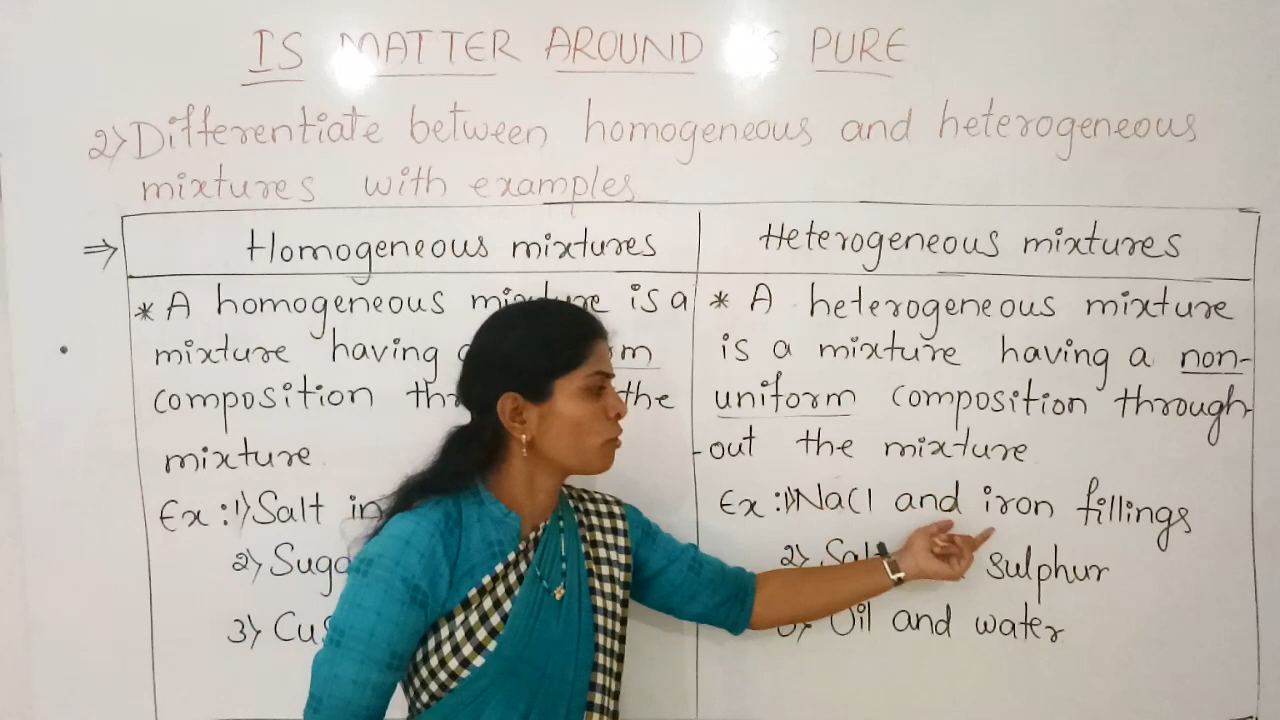 IS MATTER AROUND PURE
2) Differentiate between homogeneous and heterogeneous
mixtures with examples
⇒ Homogeneous mixtures
* A homogeneous mixture is a
mixture having
composition the
mixture.
Ex: 1) Salt in
2)
3)
Heterogeneous mixtures
* A heterogeneous mixture
is a mixture having a non-
uniform composition through-
out the mixture
Ex: 1) NaCl and iron fillings
2) Salt sulphur
Oil and water